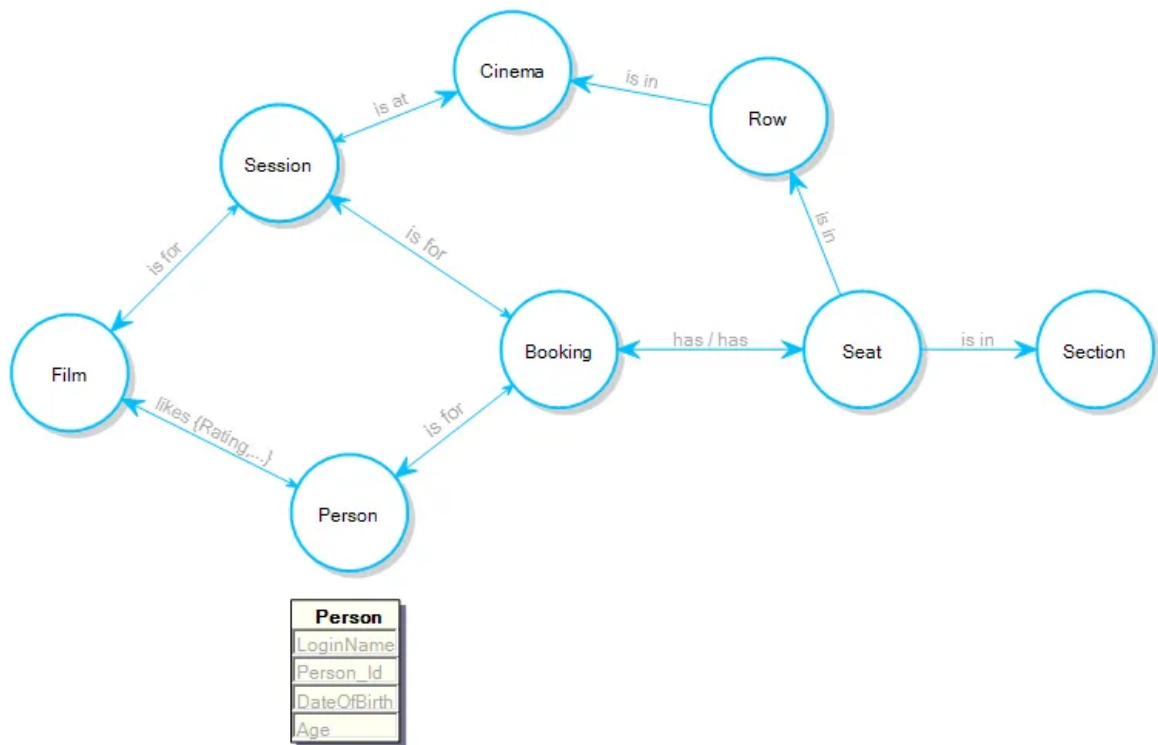 Cinema
is in
Row
is at
Session
is for
is for
is in
Film
Booking
has / has
Seat
is in
Section
likes {Rating,...}
is for
Person
Person
LoginName
Person_Id
DateOfBirth
Age